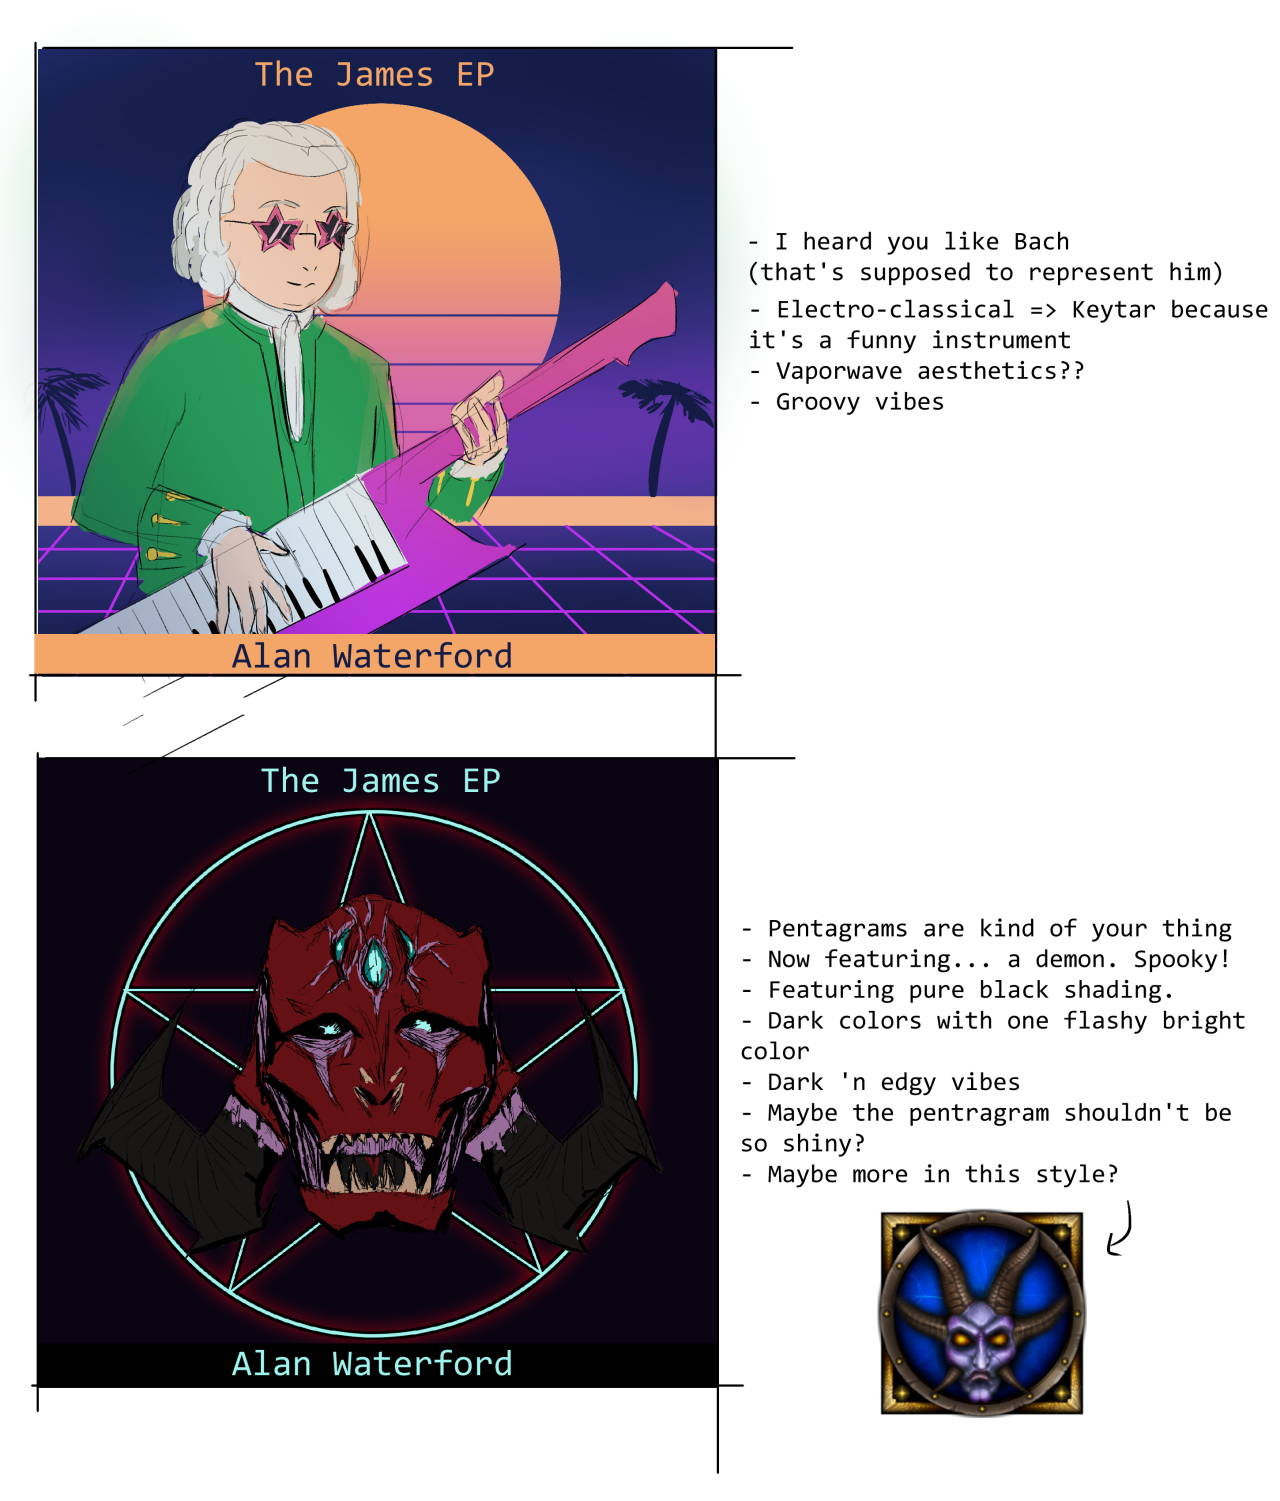 The James EP
- I heard you like Bach
(that's supposed to represent him)
- Electro-classical => Keytar because
it's a funny instrument
- Vaporwave aesthetics??
- Groovy vibes
Alan Waterford
The James EP
- Pentagrams are kind of your thing
- Now featuring... a demon. Spooky!
- Featuring pure black shading.
- Dark colors with one flashy bright
color
- Dark 'n edgy vibes
- Maybe the pentragram shouldn't be
so shiny?
- Maybe more in this style?
Alan Waterford